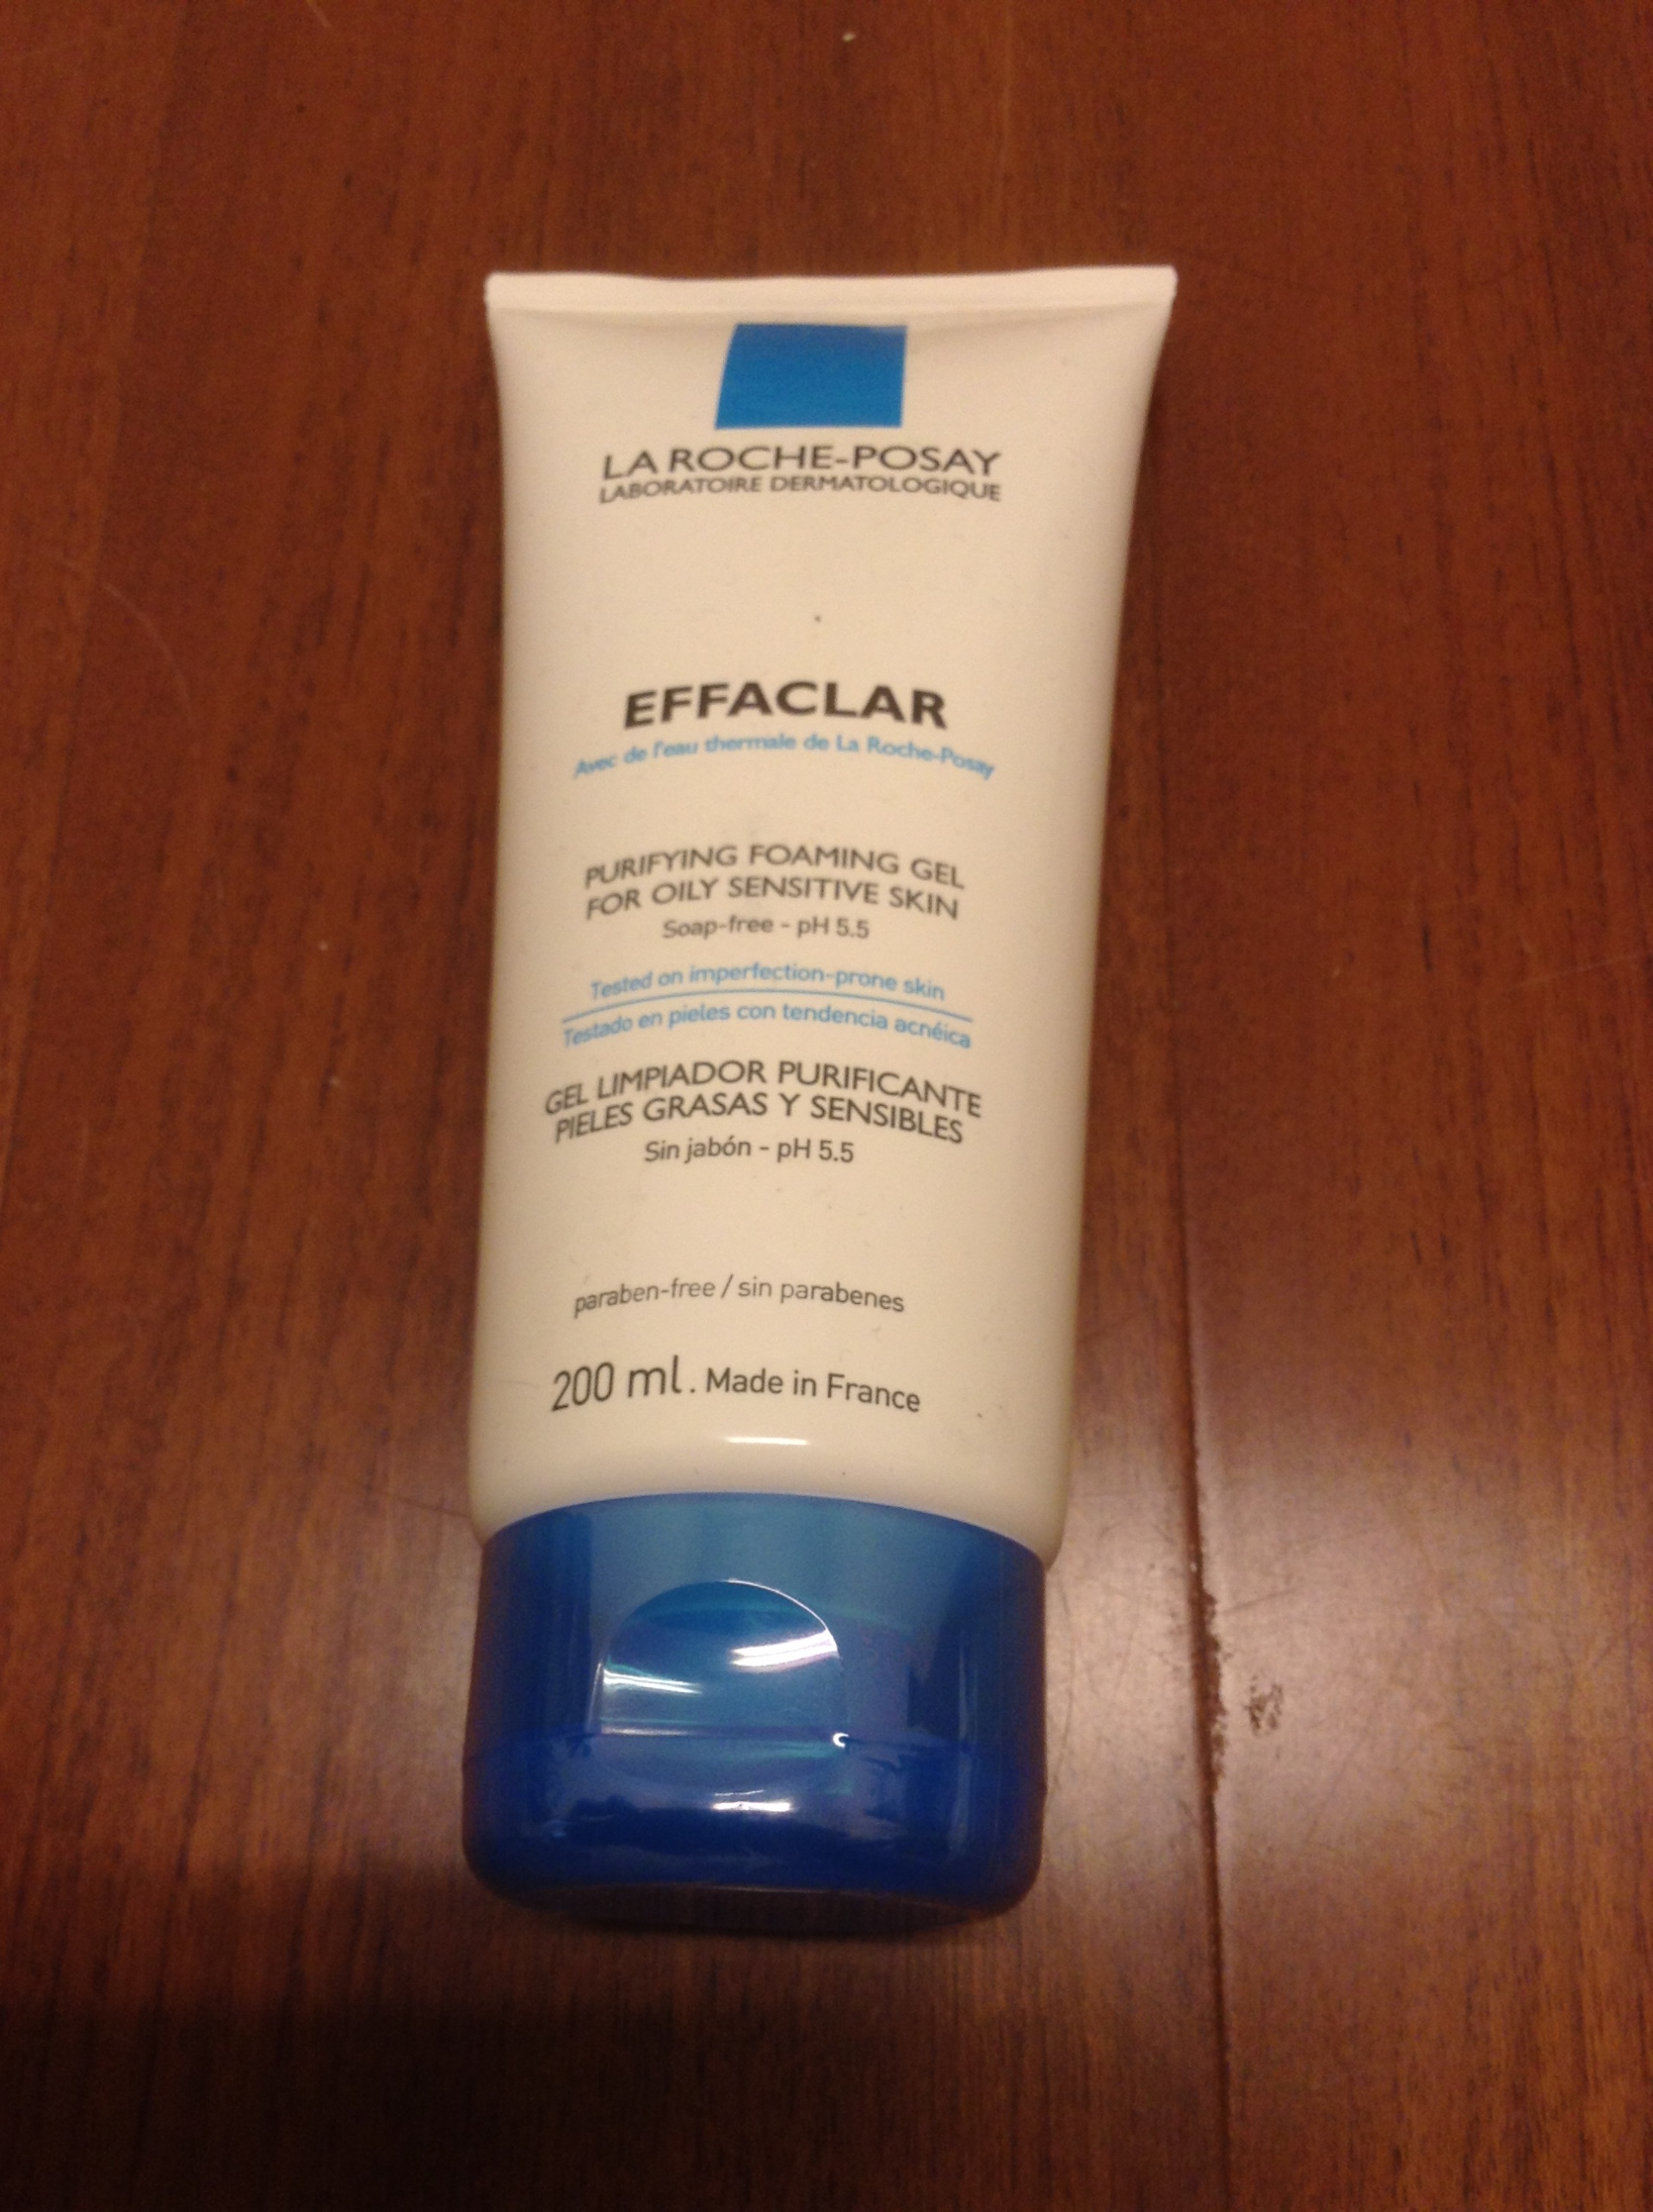 LA ROCHE-POSAY
LABORATOIRE DERMATOLOGIQUE
EFFACLAR
Avec de l'eau thermale de La Roche-Posay
PURIFYING FOAMING GEL
FOR OILY SENSITIVE SKIN
Soap-free - pH 5.5
Tested on imperfection-prone skin
Testado en pieles con tendencia acnéica
GEL LIMPIADOR PURIFICANTE
PIELES GRASAS Y SENSIBLES
Sin jabón - pH 5.5
paraben-free / sin parabenes
200 ml. Made in France